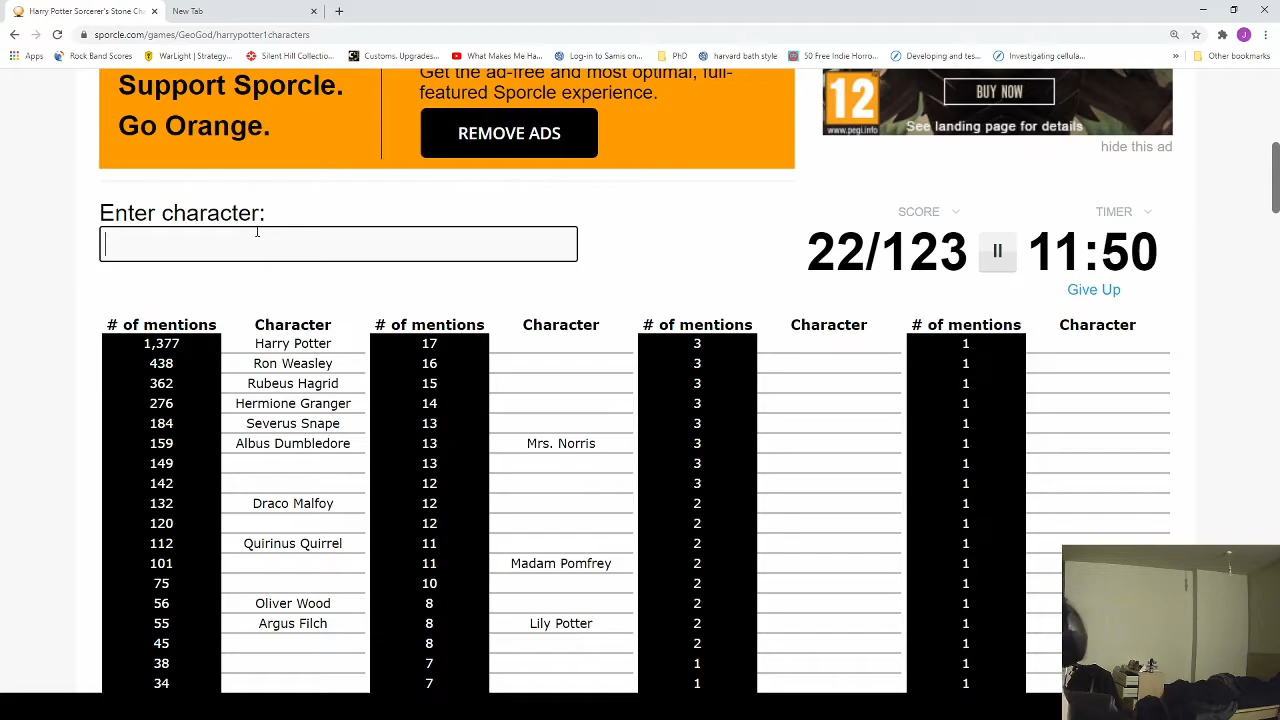 Harry Potter Sorcerer's Stone Ch
New Tab
sporcle.com/games/GeoGod/harrypotter1characters
Apps
Rock Band Scores
WarLight | Strategy...
Silent Hill Collectio...
Customs, Upgrades...
What Makes Me Ha...
Log-in to Samis on...
PhD
harvard bath style
50 Free Indie Horro...
Developing and tes...
Investigating cellula...
»
Other bookmarks
Support Sporcle.
Go Orange.
Get the ad-free and most optimal, full-
featured Sporcle experience.
REMOVE ADS
12
www.pegi.info
BUY NOW
See landing page for details
hide this ad
Enter character:
SCORE
TIMER
22/123
11:50
Give Up
# of mentions Character # of mentions Character # of mentions Character # of mentions Character
1,377 Harry Potter 17 3 1
438 Ron Weasley 16 3 1
362 Rubeus Hagrid 15 3 1
276 Hermione Granger 14 3 1
184 Severus Snape 13 3 1
159 Albus Dumbledore 13 Mrs. Norris 3 1
149 13 3 1
142 12 3 1
132 Draco Malfoy 12 2 1
120 12 2 1
112 Quirinus Quirrel 11 2 1
101 11 Madam Pomfrey 2 1
75 10 2 1
56 Oliver Wood 8 2 1
55 Argus Filch 8 Lily Potter 2 1
45 8 2 1
38 7 1 1
34 7 1 1